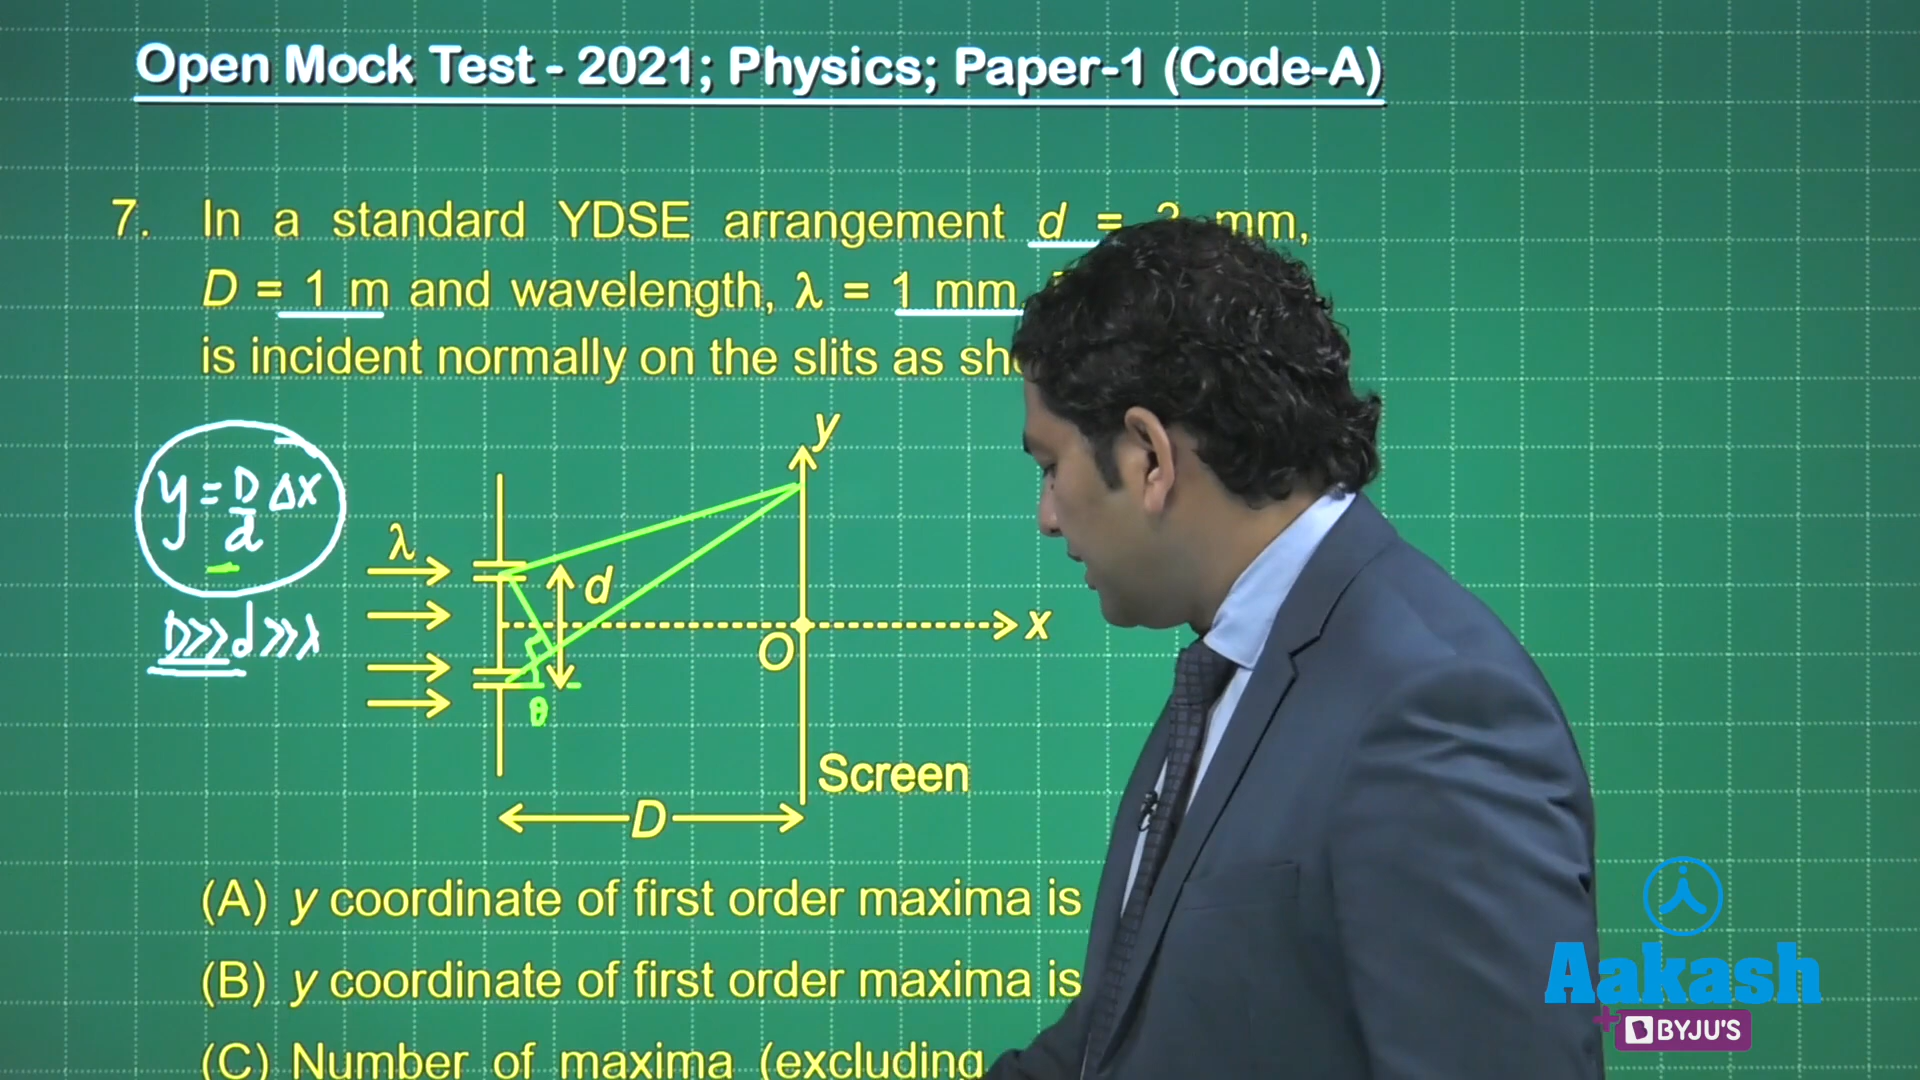 Open Mock Test - 2021; Physics; Paper-1 (Code-A)
7. In a standard YDSE arrangement d = mm,
D = 1 m and wavelength, λ = 1 mm.
is incident normally on the slits as
y
y = D/d Δx
λ
d
D >>> d >> λ
x
O
θ
Screen
D
(A) y coordinate of first order maxima is
(B) y coordinate of first order maxima is
(C) Number of maxima (excluding
Aakash
+ BYJU'S